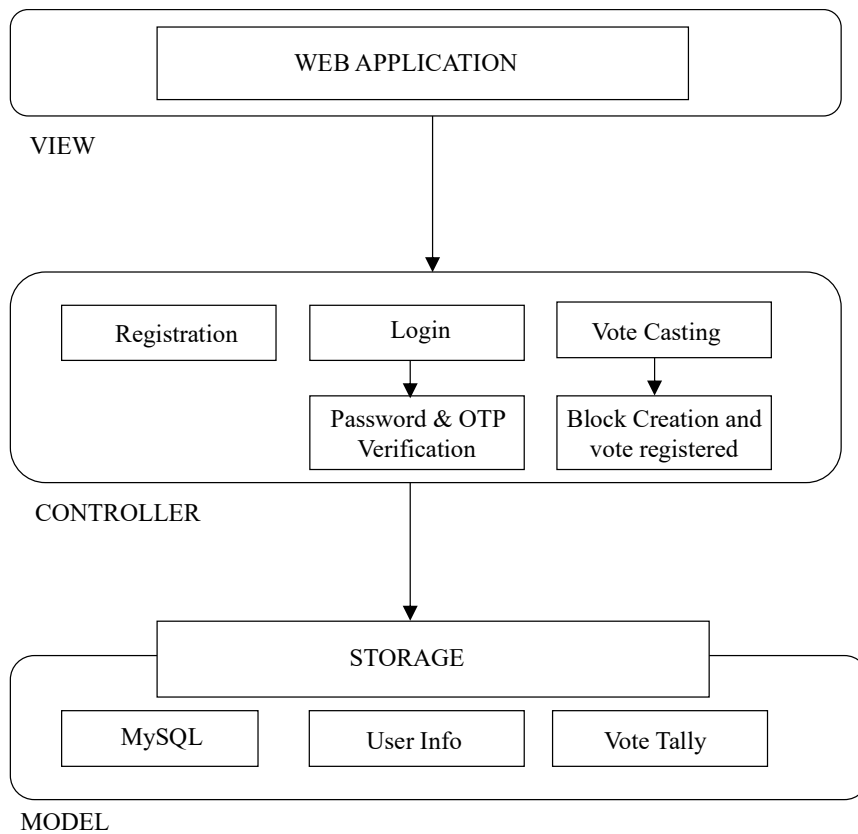 WEB APPLICATION
VIEW
Registration
Login
Vote Casting
Password & OTP
Verification
Block Creation and
vote registered
CONTROLLER
STORAGE
MySQL
User Info
Vote Tally
MODEL